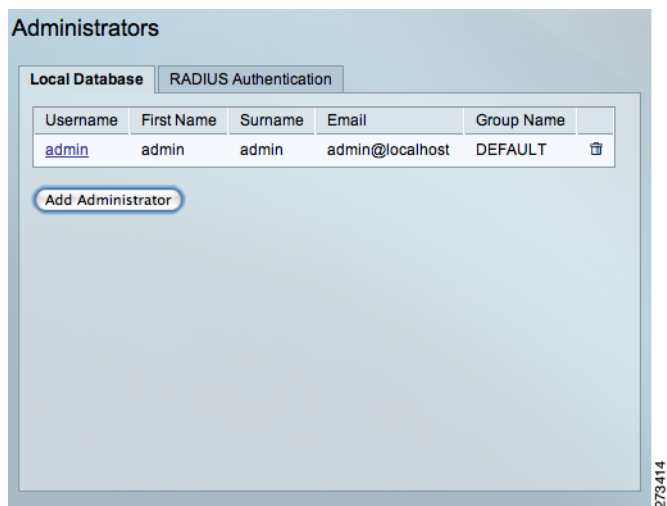 Administrators
Local Database RADIUS Authentication
Username First Name Surname Email Group Name
admin admin admin admin@localhost DEFAULT
Add Administrator
273414